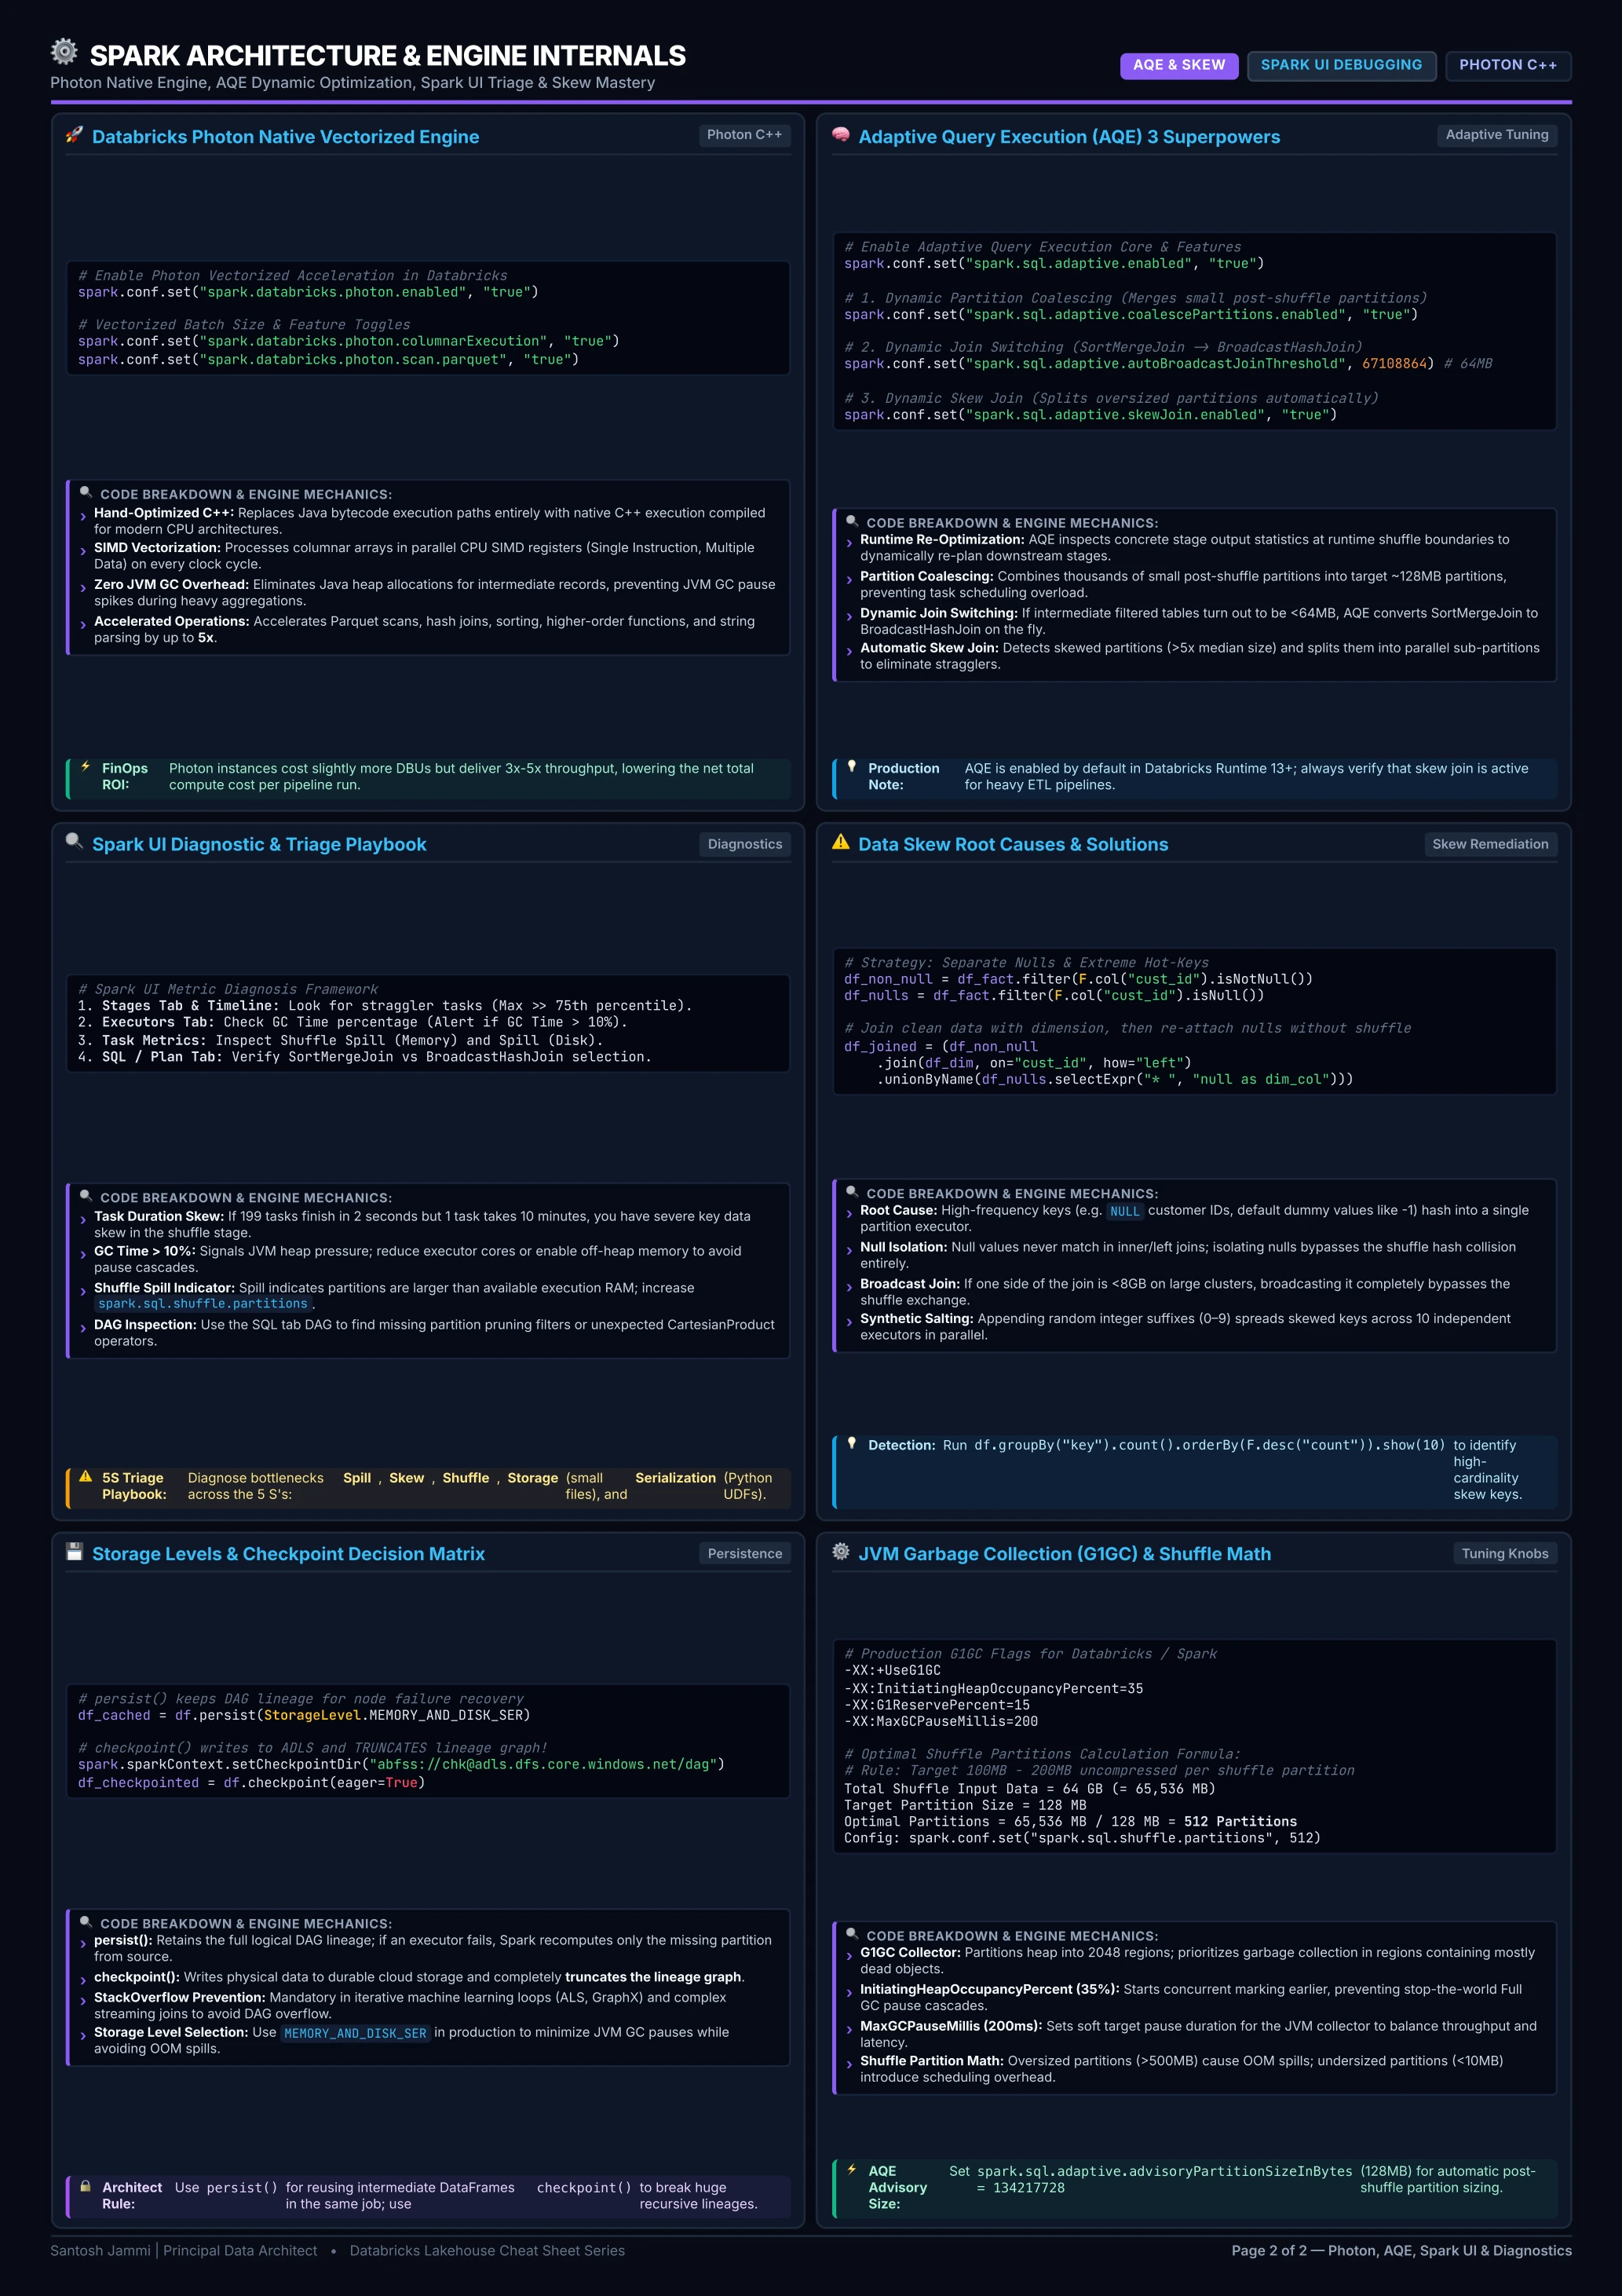 SPARK ARCHITECTURE & ENGINE INTERNALS
Photon Native Engine, AQE Dynamic Optimization, Spark UI Triage & Skew Mastery
AQE & SKEW
SPARK UI DEBUGGING
PHOTON C++
Databricks Photon Native Vectorized Engine
Photon C++
# Enable Photon Vectorized Acceleration in Databricks
spark.conf.set("spark.databricks.photon.enabled", "true")
# Vectorized Batch Size & Feature Toggles
spark.conf.set("spark.databricks.photon.columnarExecution", "true")
spark.conf.set("spark.databricks.photon.scan.parquet", "true")
CODE BREAKDOWN & ENGINE MECHANICS:
› Hand-Optimized C++: Replaces Java bytecode execution paths entirely with native C++ execution compiled
for modern CPU architectures.
› SIMD Vectorization: Processes columnar arrays in parallel CPU SIMD registers (Single Instruction, Multiple
Data) on every clock cycle.
› Zero JVM GC Overhead: Eliminates Java heap allocations for intermediate records, preventing JVM GC pause
spikes during heavy aggregations.
› Accelerated Operations: Accelerates Parquet scans, hash joins, sorting, higher-order functions, and string
parsing by up to 5x.
FinOps ROI: Photon instances cost slightly more DBUs but deliver 3x-5x throughput, lowering the net total
compute cost per pipeline run.
Adaptive Query Execution (AQE) 3 Superpowers
Adaptive Tuning
# Enable Adaptive Query Execution Core & Features
spark.conf.set("spark.sql.adaptive.enabled", "true")
# 1. Dynamic Partition Coalescing (Merges small post-shuffle partitions)
spark.conf.set("spark.sql.adaptive.coalescePartitions.enabled", "true")
# 2. Dynamic Join Switching (SortMergeJoin -> BroadcastHashJoin)
spark.conf.set("spark.sql.adaptive.autoBroadcastJoinThreshold", 67108864) # 64MB
# 3. Dynamic Skew Join (Splits oversized partitions automatically)
spark.conf.set("spark.sql.adaptive.skewJoin.enabled", "true")
CODE BREAKDOWN & ENGINE MECHANICS:
› Runtime Re-Optimization: AQE inspects concrete stage output statistics at runtime shuffle boundaries to
dynamically re-plan downstream stages.
› Partition Coalescing: Combines thousands of small post-shuffle partitions into target ~128MB partitions,
preventing task scheduling overload.
› Dynamic Join Switching: If intermediate filtered tables turn out to be <64MB, AQE converts SortMergeJoin to
BroadcastHashJoin on the fly.
› Automatic Skew Join: Detects skewed partitions (>5x median size) and splits them into parallel sub-partitions
to eliminate stragglers.
Production Note: AQE is enabled by default in Databricks Runtime 13+; always verify that skew join is active
for heavy ETL pipelines.
Spark UI Diagnostic & Triage Playbook
Diagnostics
# Spark UI Metric Diagnosis Framework
1. Stages Tab & Timeline: Look for straggler tasks (Max >> 75th percentile).
2. Executors Tab: Check GC Time percentage (Alert if GC Time > 10%).
3. Task Metrics: Inspect Shuffle Spill (Memory) and Spill (Disk).
4. SQL / Plan Tab: Verify SortMergeJoin vs BroadcastHashJoin selection.
CODE BREAKDOWN & ENGINE MECHANICS:
› Task Duration Skew: If 199 tasks finish in 2 seconds but 1 task takes 10 minutes, you have severe key data
skew in the shuffle stage.
› GC Time > 10%: Signals JVM heap pressure; reduce executor cores or enable off-heap memory to avoid
pause cascades.
› Shuffle Spill Indicator: Spill indicates partitions are larger than available execution RAM; increase
spark.sql.shuffle.partitions.
› DAG Inspection: Use the SQL tab DAG to find missing partition pruning filters or unexpected CartesianProduct
operators.
5S Triage Playbook: Diagnose bottlenecks across the 5 S's: Spill , Skew , Shuffle , Storage (small files), and Serialization (Python UDFs).
Data Skew Root Causes & Solutions
Skew Remediation
# Strategy: Separate Nulls & Extreme Hot-Keys
df_non_null = df_fact.filter(F.col("cust_id").isNotNull())
df_nulls = df_fact.filter(F.col("cust_id").isNull())
# Join clean data with dimension, then re-attach nulls without shuffle
df_joined = (df_non_null
.join(df_dim, on="cust_id", how="left")
.unionByName(df_nulls.selectExpr("* ", "null as dim_col")))
CODE BREAKDOWN & ENGINE MECHANICS:
› Root Cause: High-frequency keys (e.g. NULL customer IDs, default dummy values like -1) hash into a single
partition executor.
› Null Isolation: Null values never match in inner/left joins; isolating nulls bypasses the shuffle hash collision
entirely.
› Broadcast Join: If one side of the join is <8GB on large clusters, broadcasting it completely bypasses the
shuffle exchange.
› Synthetic Salting: Appending random integer suffixes (0–9) spreads skewed keys across 10 independent
executors in parallel.
Detection: Run df.groupBy("key").count().orderBy(F.desc("count")).show(10) to identify
high-
cardinality
skew keys.
Storage Levels & Checkpoint Decision Matrix
Persistence
# persist() keeps DAG lineage for node failure recovery
df_cached = df.persist(StorageLevel.MEMORY_AND_DISK_SER)
# checkpoint() writes to ADLS and TRUNCATES lineage graph!
spark.sparkContext.setCheckpointDir("abfss://chk@adls.dfs.core.windows.net/dag")
df_checkpointed = df.checkpoint(eager=True)
CODE BREAKDOWN & ENGINE MECHANICS:
› persist(): Retains the full logical DAG lineage; if an executor fails, Spark recomputes only the missing partition
from source.
› checkpoint(): Writes physical data to durable cloud storage and completely truncates the lineage graph.
› StackOverflow Prevention: Mandatory in iterative machine learning loops (ALS, GraphX) and complex
streaming joins to avoid DAG overflow.
› Storage Level Selection: Use MEMORY_AND_DISK_SER in production to minimize JVM GC pauses while
avoiding OOM spills.
Architect Rule: Use persist() for reusing intermediate DataFrames in the same job; use checkpoint() to break huge recursive lineages.
JVM Garbage Collection (G1GC) & Shuffle Math
Tuning Knobs
# Production G1GC Flags for Databricks / Spark
-XX:+UseG1GC
-XX:InitiatingHeapOccupancyPercent=35
-XX:G1ReservePercent=15
-XX:MaxGCPauseMillis=200
# Optimal Shuffle Partitions Calculation Formula:
# Rule: Target 100MB - 200MB uncompressed per shuffle partition
Total Shuffle Input Data = 64 GB (= 65,536 MB)
Target Partition Size = 128 MB
Optimal Partitions = 65,536 MB / 128 MB = 512 Partitions
Config: spark.conf.set("spark.sql.shuffle.partitions", 512)
CODE BREAKDOWN & ENGINE MECHANICS:
› G1GC Collector: Partitions heap into 2048 regions; prioritizes garbage collection in regions containing mostly
dead objects.
› InitiatingHeapOccupancyPercent (35%): Starts concurrent marking earlier, preventing stop-the-world Full
GC pause cascades.
› MaxGCPauseMillis (200ms): Sets soft target pause duration for the JVM collector to balance throughput and
latency.
› Shuffle Partition Math: Oversized partitions (>500MB) cause OOM spills; undersized partitions (<10MB)
introduce scheduling overhead.
AQE Advisory Size: Set spark.sql.adaptive.advisoryPartitionSizeInBytes = 134217728 (128MB) for automatic post-shuffle partition sizing.
Santosh Jammi | Principal Data Architect • Databricks Lakehouse Cheat Sheet Series
Page 2 of 2 — Photon, AQE, Spark UI & Diagnostics